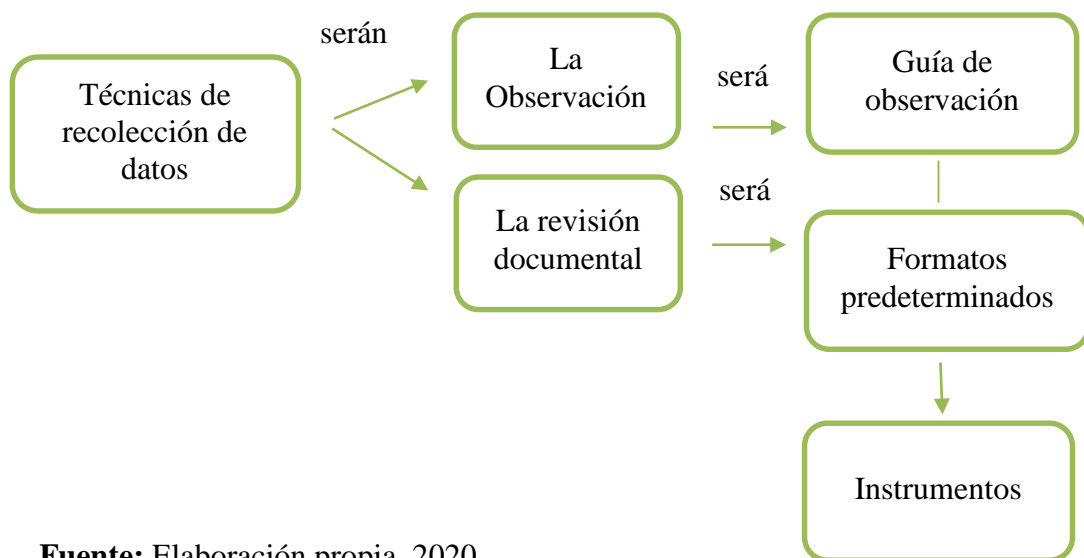 serán
Técnicas de
recolección de
datos
La
Observación
será
Guía de
observación
La revisión
documental
será
Formatos
predeterminados
Instrumentos
Fuente: Elaboración propia, 2020